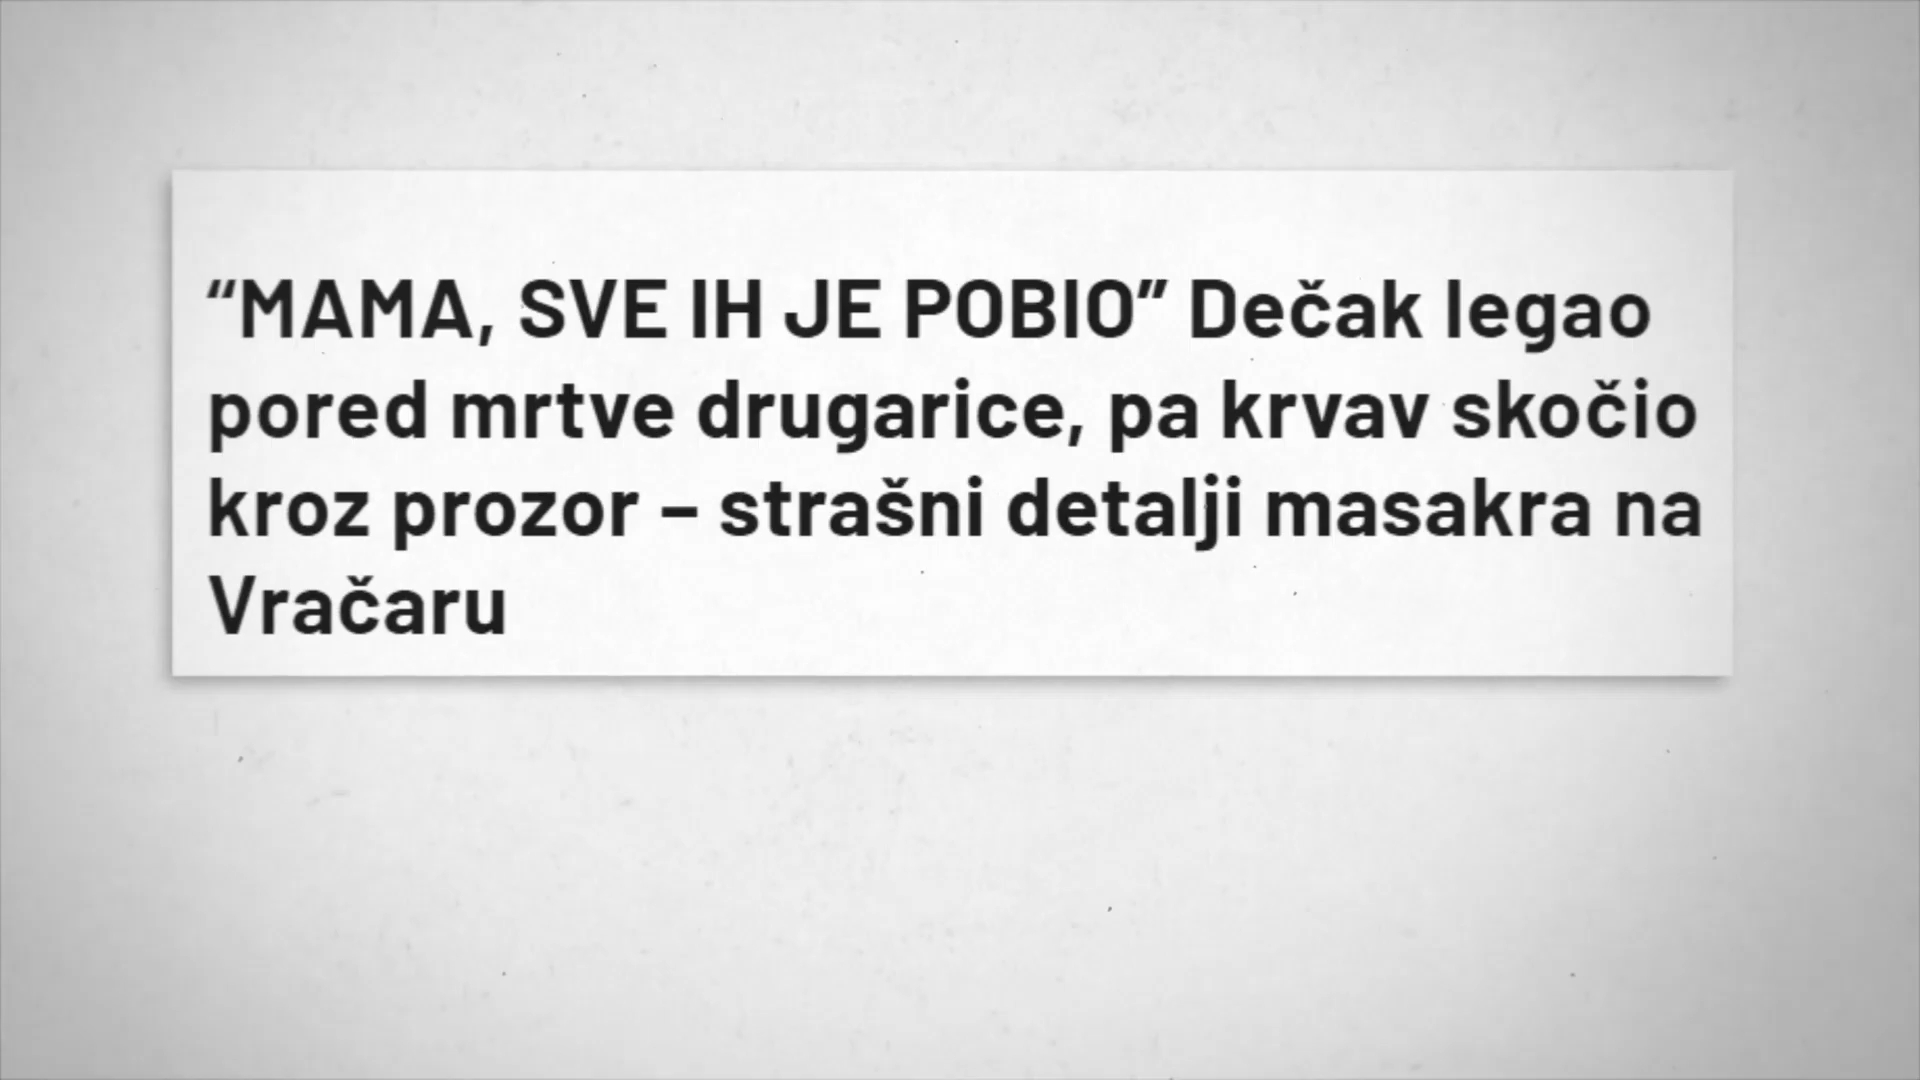 “MAMA, SVE IH JE POBIO” Dečak legao
pored mrtve drugarice, pa krvav skočio
kroz prozor – strašni detalji masakra na
Vračaru